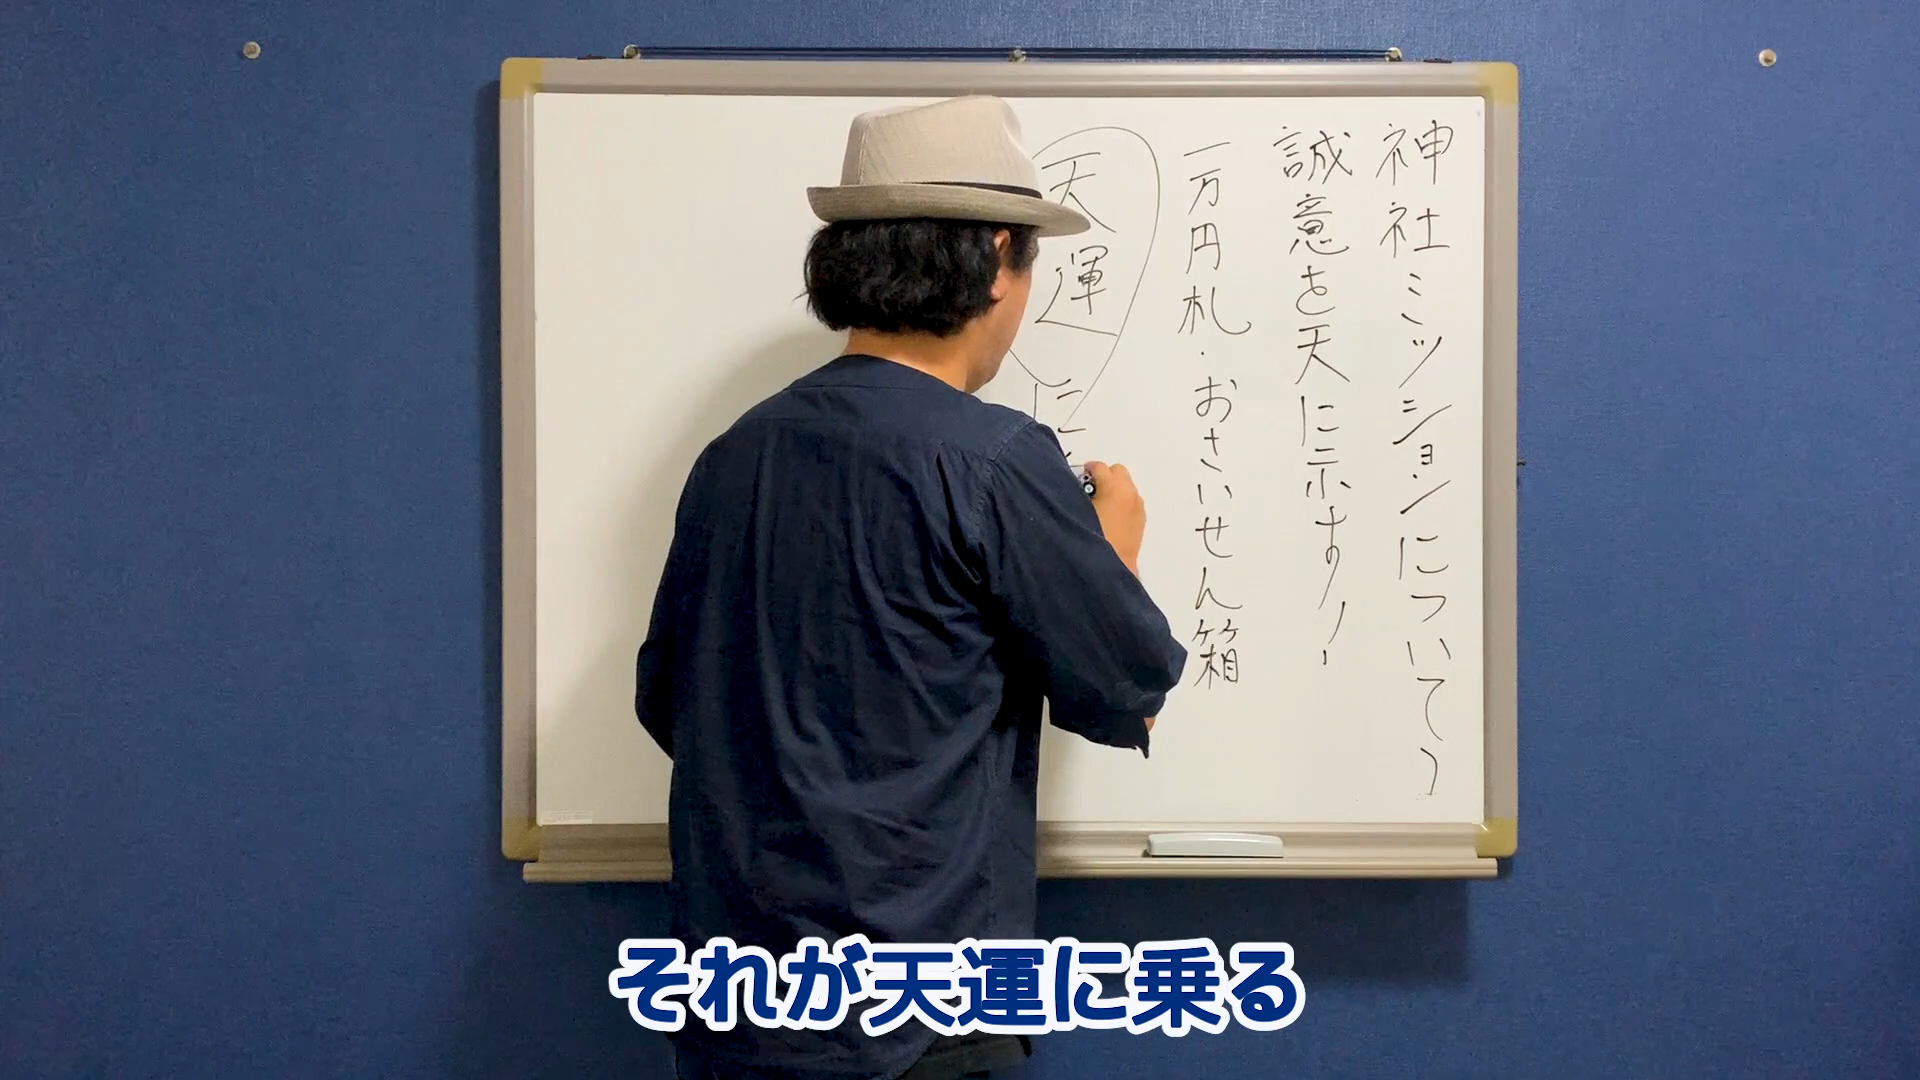 神社ミッションについて
誠意を天に示す!
一万円札・おさいせん箱
天運に
それが天運に乗る